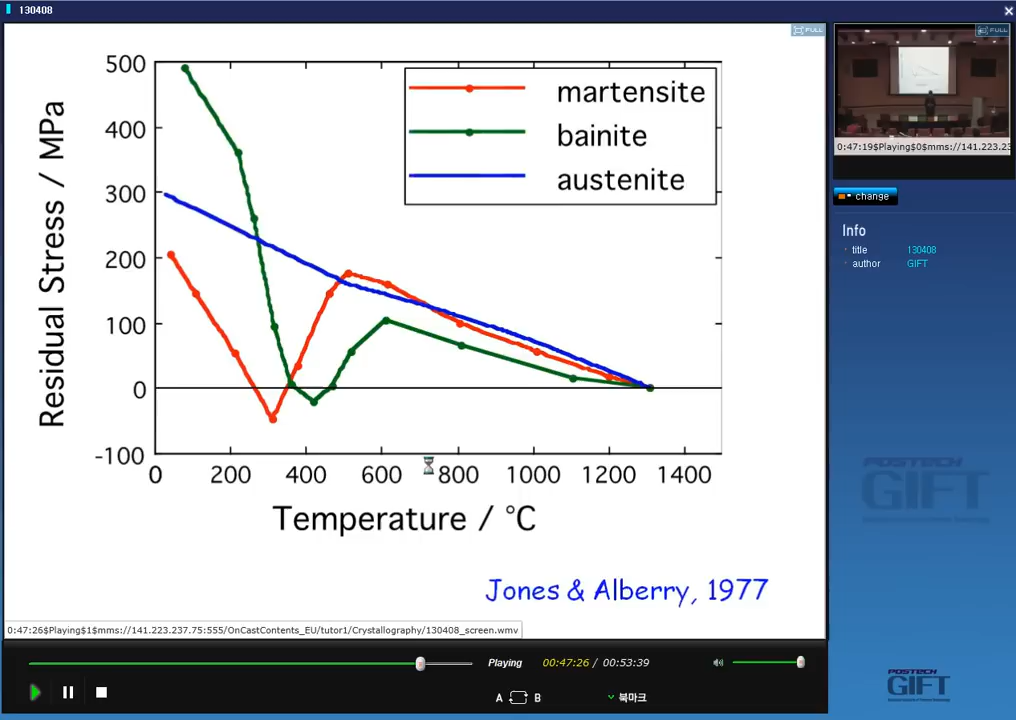 130408
FULL
500
400
300
200
100
0
-100
Residual Stress / MPa
martensite
bainite
austenite
0 200 400 600 800 1000 1200 1400
Temperature / °C
Jones & Alberry, 1977
0:47:26$Playing$1$mms://141.223.237.75:555/OnCastContents_EU/tutor1/Crystallography/130408_screen.wmv
Playing 00:47:26 / 00:53:39
A B 북마크
FULL
0:47:19$Playing$0$mms://141.223.23
change
Info
title 130408
author GIFT
POSTECH
GIFT
POSTECH
GIFT